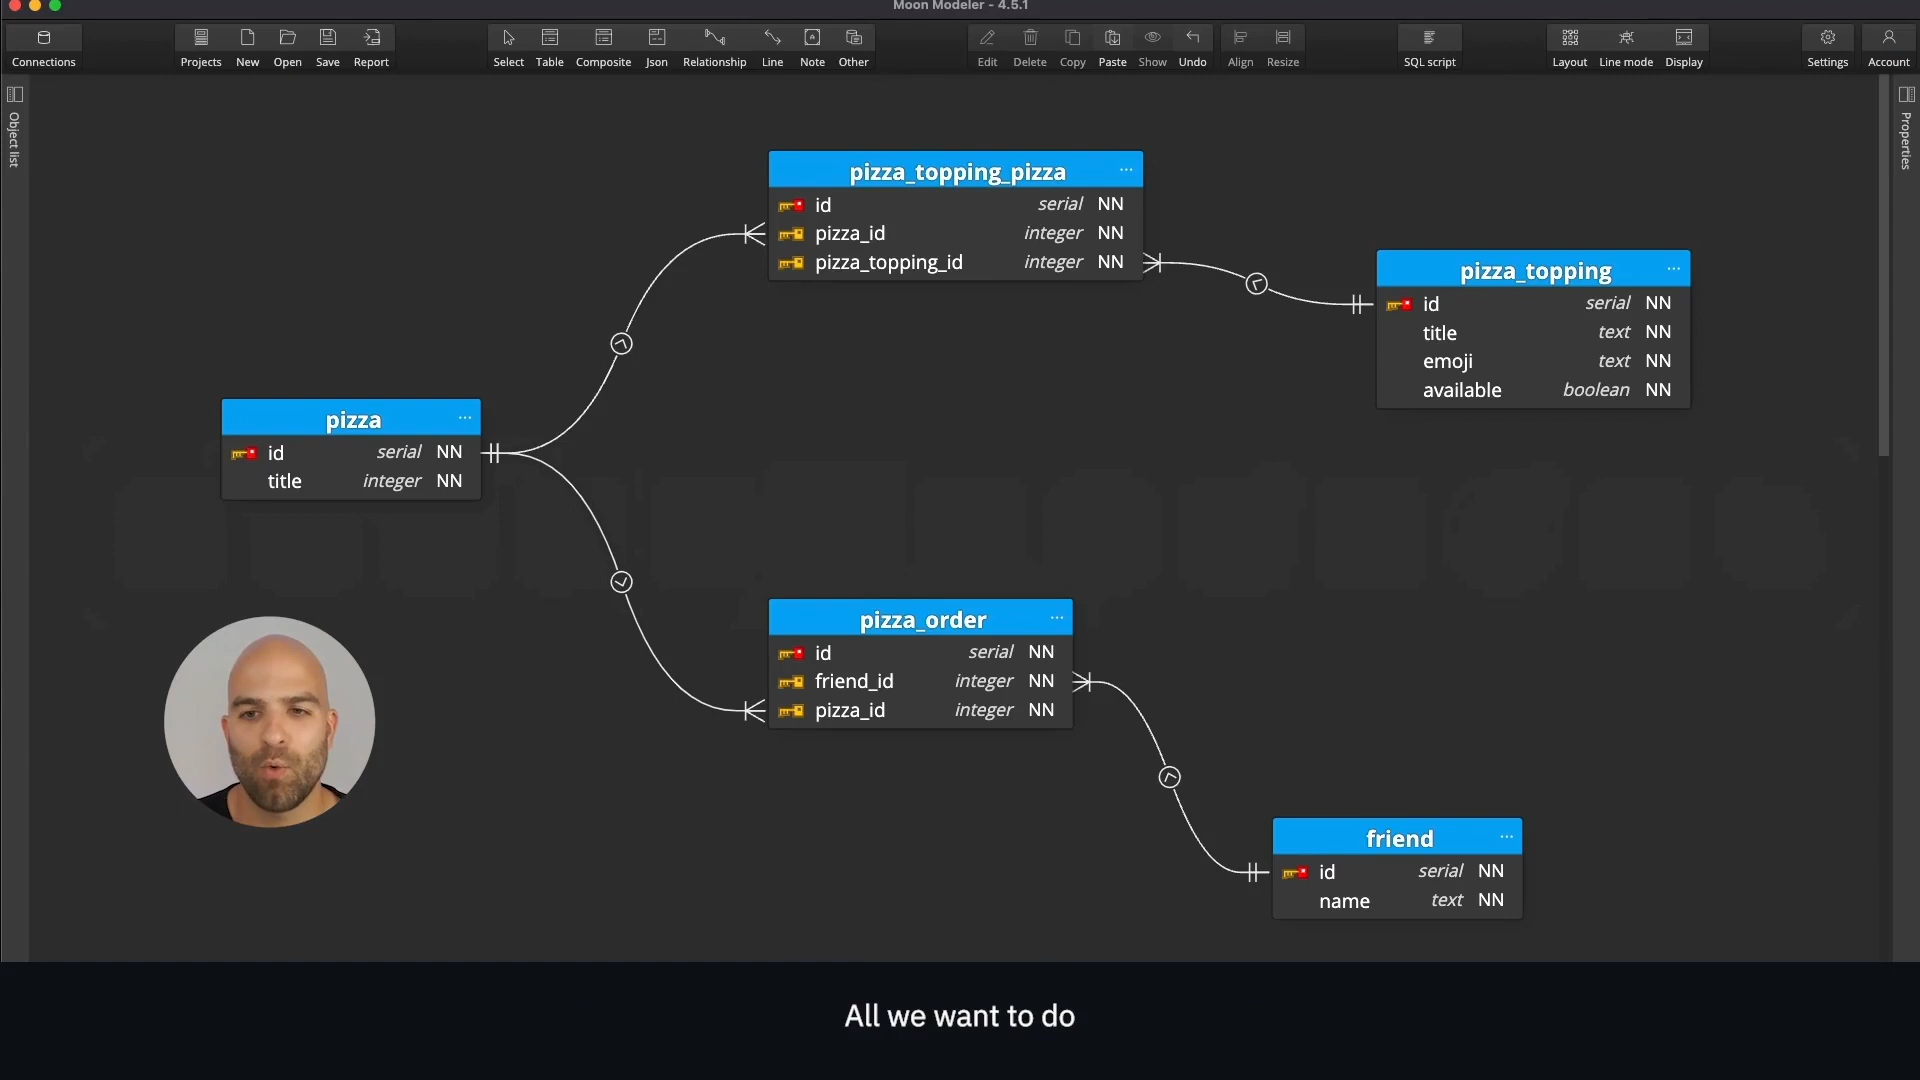 Moon Modeler - 4.5.1
Connections
Projects New Open Save Report
Select Table Composite Json Relationship Line Note Other
Edit Delete Copy Paste Show Undo
Align Resize
SQL script
Layout Line mode Display
Settings
Account
Object list
Properties
pizza_topping_pizza ...
id serial NN
pizza_id integer NN
pizza_topping_id integer NN
pizza_topping ...
id serial NN
title text NN
emoji text NN
available boolean NN
pizza ...
id serial NN
title integer NN
pizza_order ...
id serial NN
friend_id integer NN
pizza_id integer NN
friend ...
id serial NN
name text NN
All we want to do